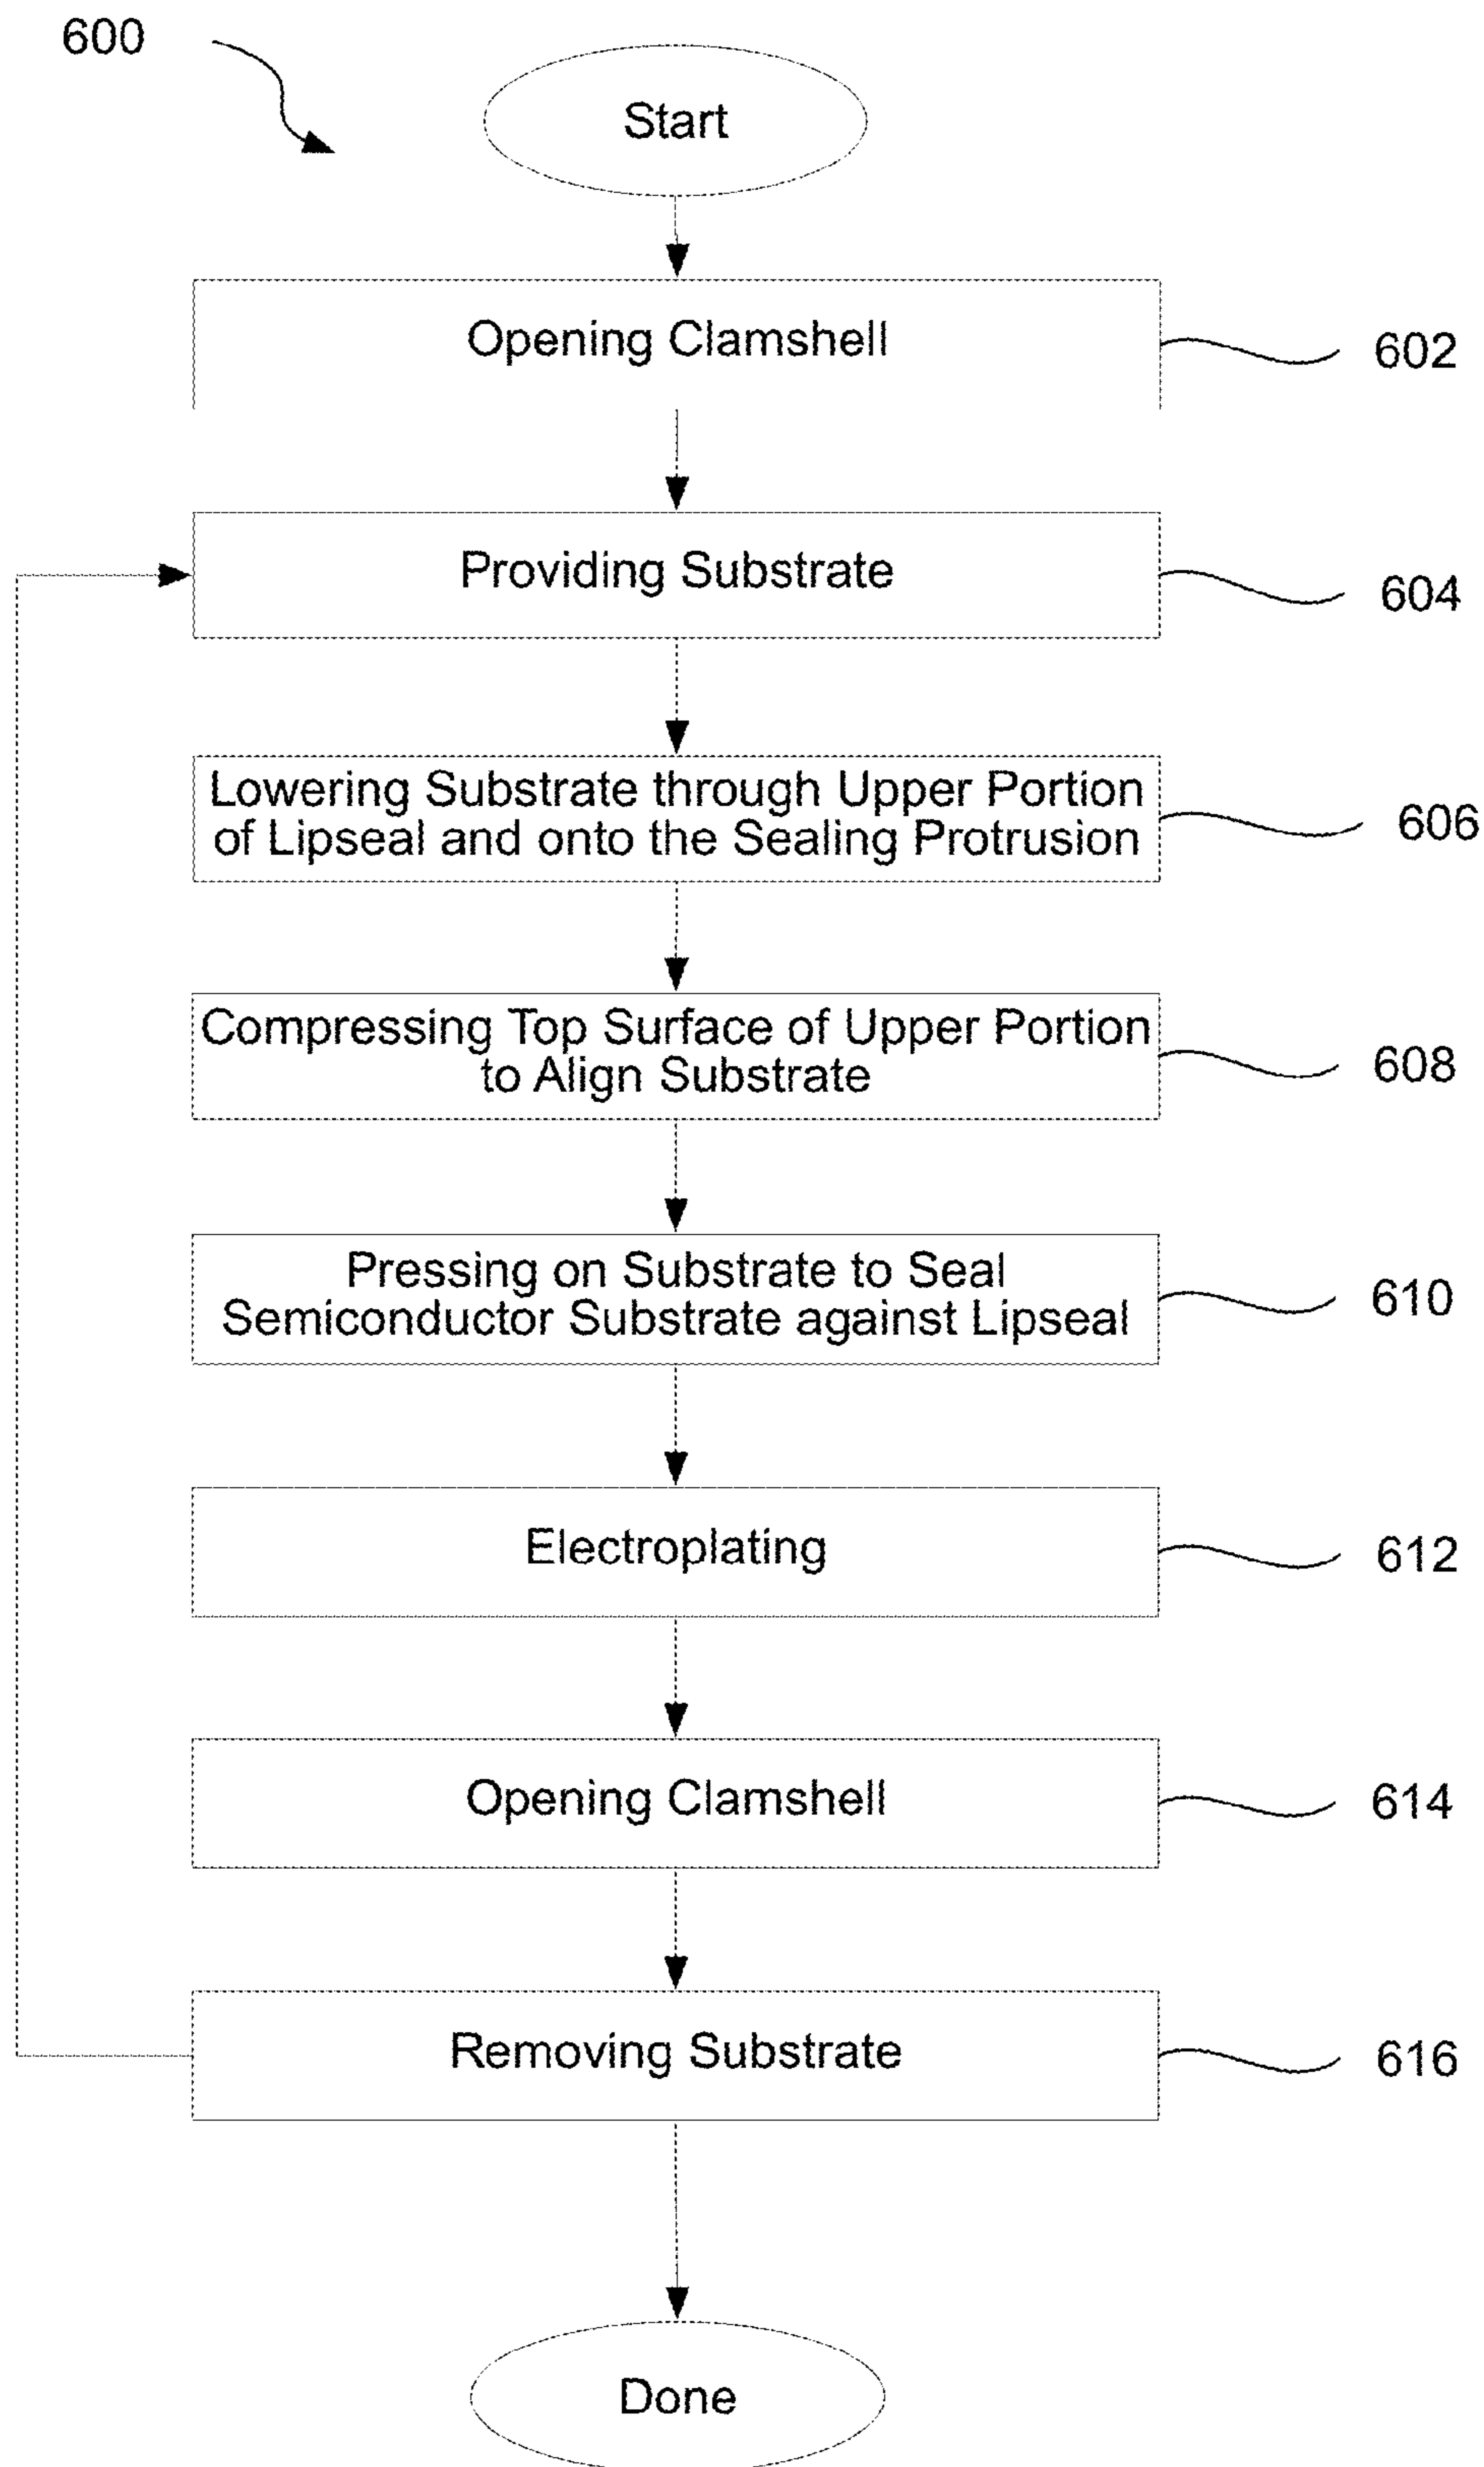 600
Start
Opening Clamshell
602
Providing Substrate
604
Lowering Substrate through Upper Portion
of Lipseal and onto the Sealing Protrusion
606
Compressing Top Surface of Upper Portion
to Align Substrate
608
Pressing on Substrate to Seal
Semiconductor Substrate against Lipseal
610
Electroplating
612
Opening Clamshell
614
Removing Substrate
616
Done